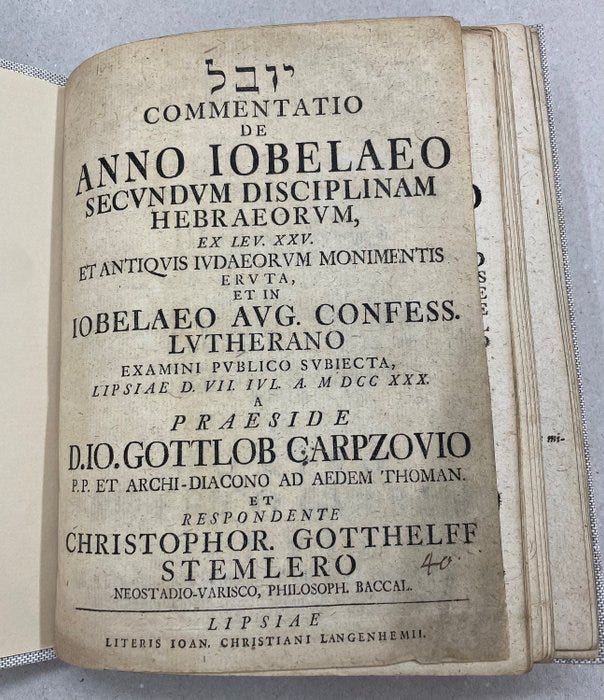 יובל
COMMENTATIO
DE
ANNO IOBELAEO
SECVNDVM DISCIPLINAM
HEBRAEORVM,
EX LEV. XXV.
ET ANTIQVIS IVDAEORVM MONIMENTIS
ERVTA,
ET IN
IOBELAEO AVG. CONFESS.
LVTHERANO
EXAMINI PVBLICO SVBIECTA,
LIPSIAE D. VII. IVL. A. M DCC XXX.
A
PRAESIDE
D. IO. GOTTLOB CARPZOVIO
P.P. ET ARCHI-DIACONO AD AEDEM THOMAN.
ET
RESPONDENTE
CHRISTOPHOR. GOTTHELFF
STEMLERO
40.
NEOSTADIO-VARISCO, PHILOSOPH. BACCAL.
LIPSIAE
LITERIS IOAN. CHRISTIANI LANGENHEMII.
mi-